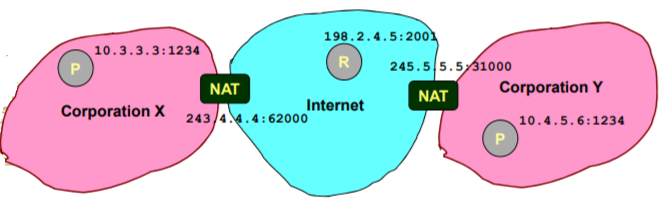 10.3.3.3:1234
P
Corporation X
NAT
243.4.4.4:62000
198.2.4.5:2001
R
Internet
245.5.5.5:31000
NAT
Corporation Y
10.4.5.6:1234
P